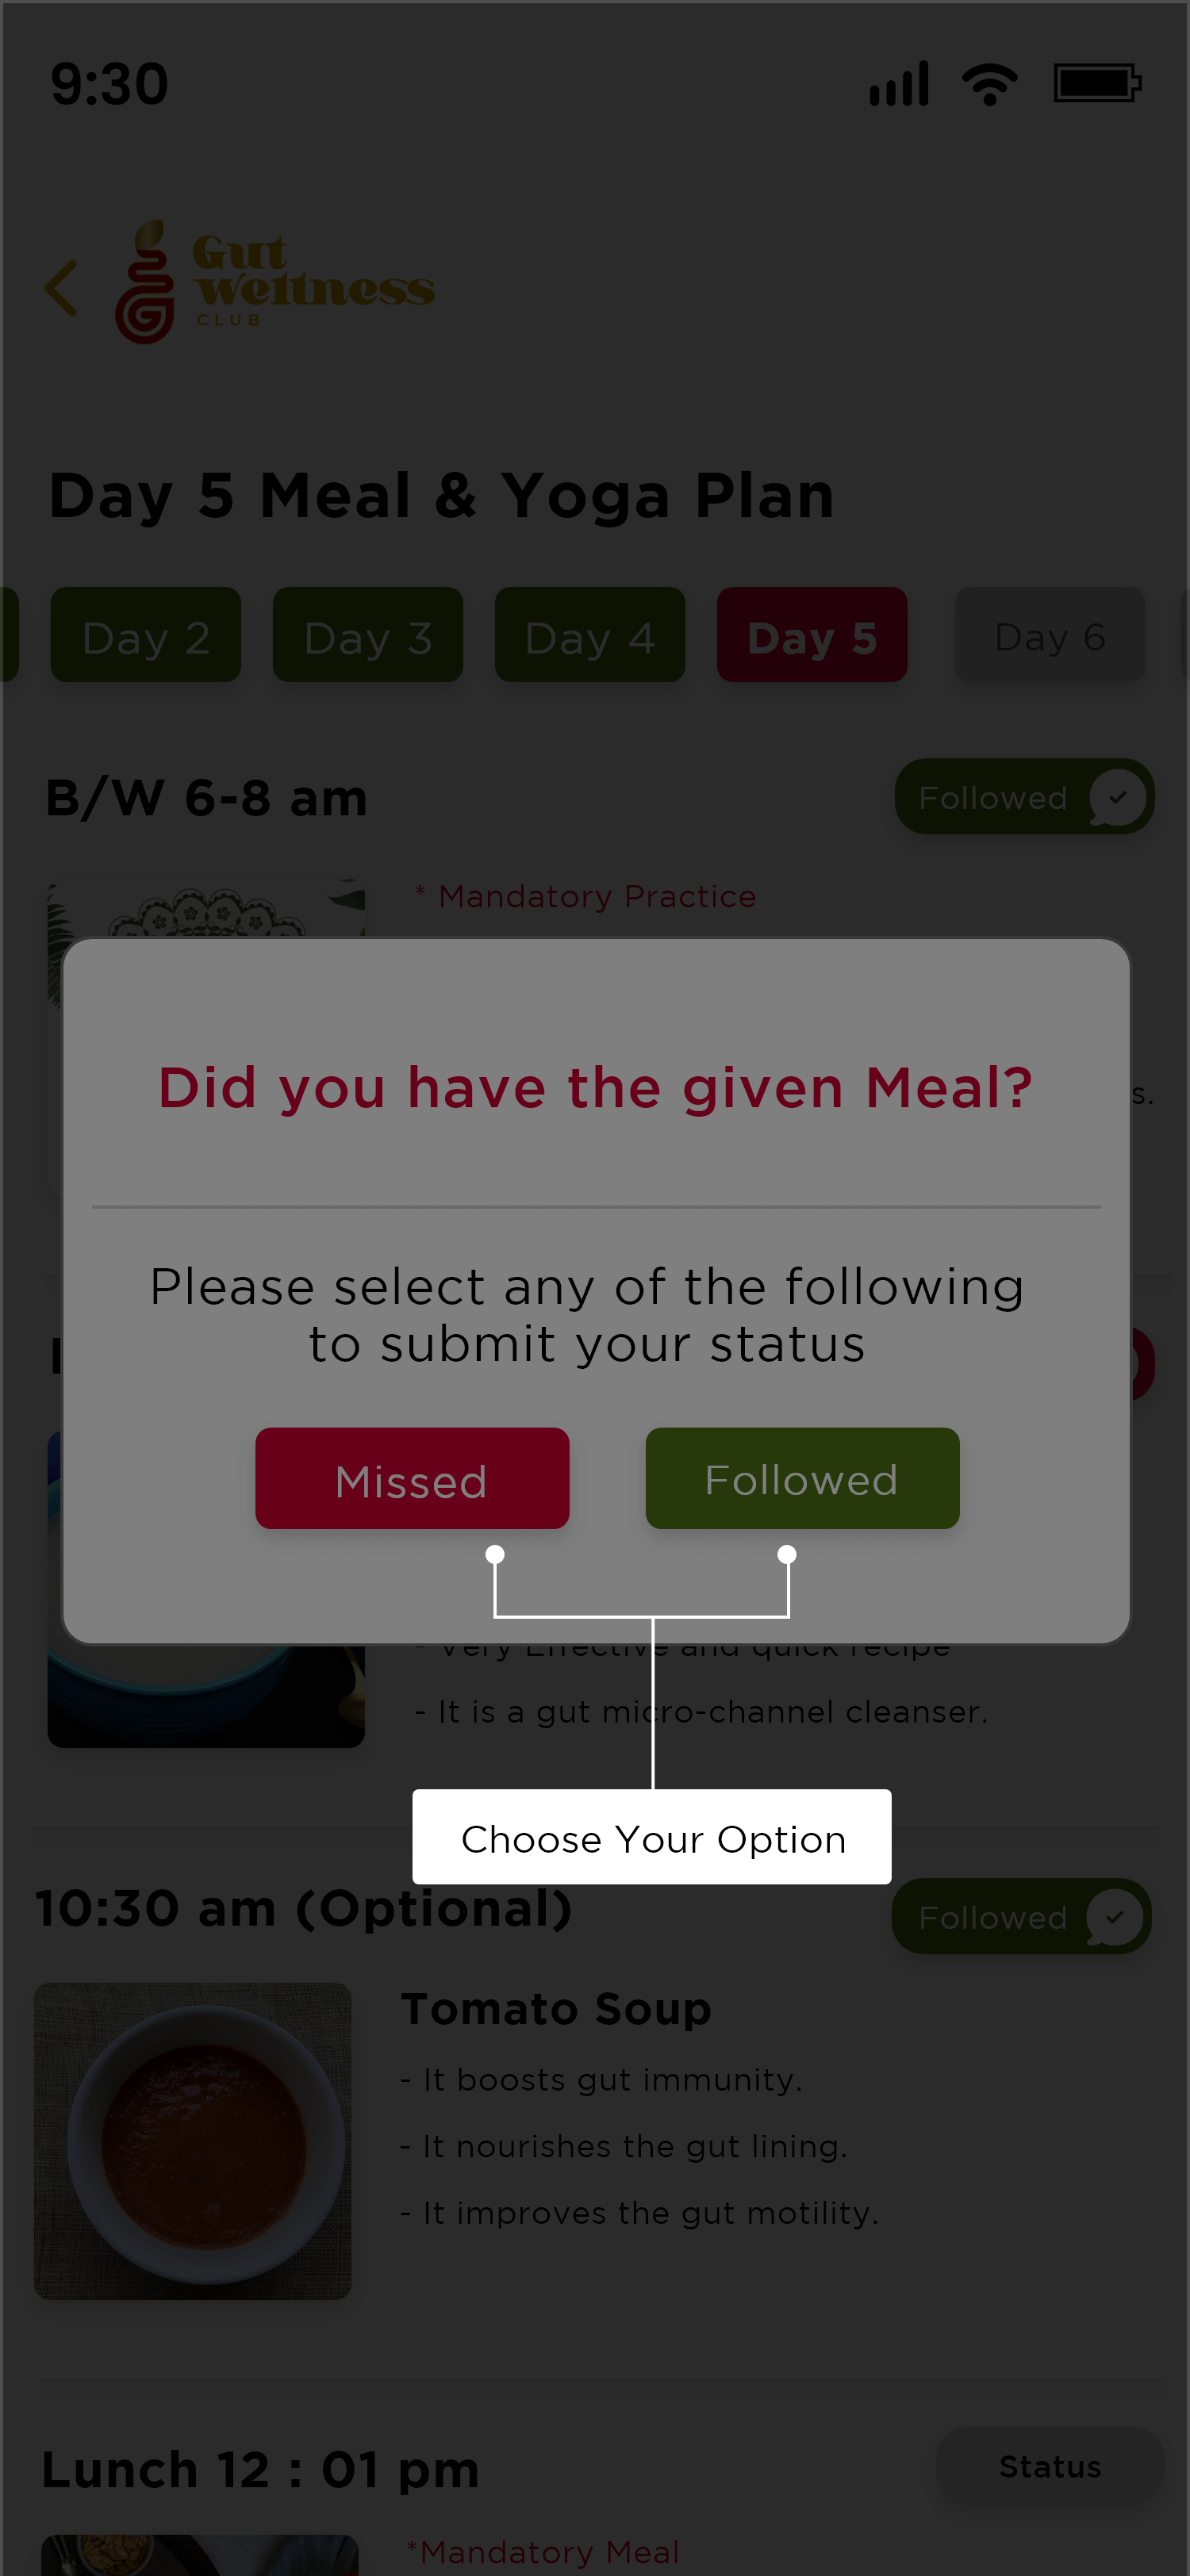 9:30
Gut
Wellness
CLUB
Day 5 Meal & Yoga Plan
Day 2
Day 3
Day 4
Day 5
Day 6
B/W 6-8 am
Followed
* Mandatory Practice
Did you have the given Meal?
s.
Please select any of the following
to submit your status
Missed
Followed
- Very Effective and quick recipe
- It is a gut micro-channel cleanser.
Choose Your Option
10:30 am (Optional)
Followed
Tomato Soup
- It boosts gut immunity.
- It nourishes the gut lining.
- It improves the gut motility.
Lunch 12 : 01 pm
Status
*Mandatory Meal